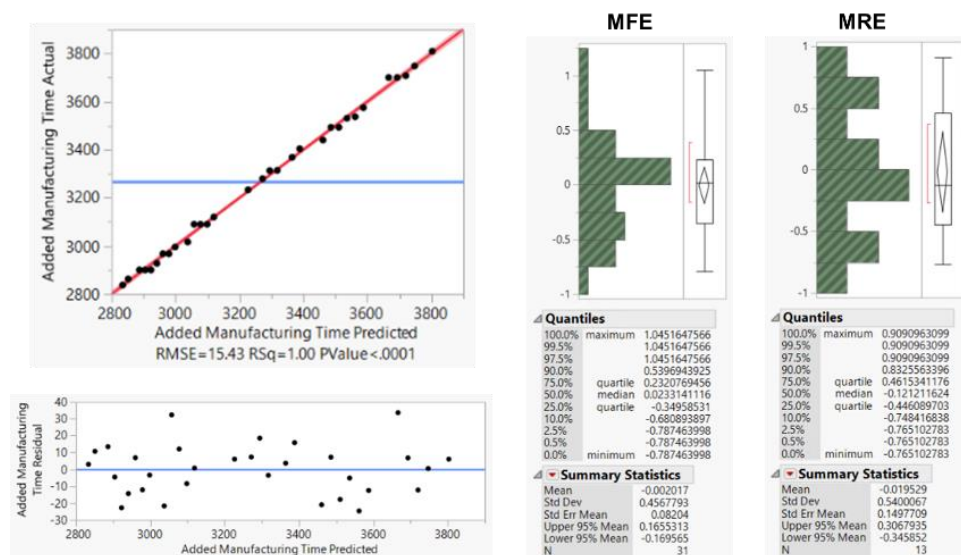 MFE
MRE
3800
3600
3400
3200
3000
2800
Added Manufacturing Time Actual
2800 3000 3200 3400 3600 3800
Added Manufacturing Time Predicted
RMSE=15.43 RSq=1.00 PValue<.0001
40
30
20
10
0
-10
-20
-30
Added Manufacturing
Time Residual
2800 3000 3200 3400 3600 3800
Added Manufacturing Time Predicted
1
0.5
0
-0.5
-1
Quantiles
100.0% maximum 1.0451647566
99.5% 1.0451647566
97.5% 1.0451647566
90.0% 0.5396943925
75.0% quartile 0.2320769456
50.0% median 0.0233141116
25.0% quartile -0.34958531
10.0% -0.680893897
2.5% -0.787463998
0.5% -0.787463998
0.0% minimum -0.787463998
Summary Statistics
Mean -0.002017
Std Dev 0.4567793
Std Err Mean 0.08204
Upper 95% Mean 0.1655313
Lower 95% Mean -0.169565
N 31
1
0.5
0
-0.5
-1
Quantiles
100.0% maximum 0.9090963099
99.5% 0.9090963099
97.5% 0.9090963099
90.0% 0.8325563396
75.0% quartile 0.4615341176
50.0% median -0.121211624
25.0% quartile -0.446089703
10.0% -0.748416838
2.5% -0.765102783
0.5% -0.765102783
0.0% minimum -0.765102783
Summary Statistics
Mean -0.019529
Std Dev 0.5400067
Std Err Mean 0.1497709
Upper 95% Mean 0.3067935
Lower 95% Mean -0.345852
N 13